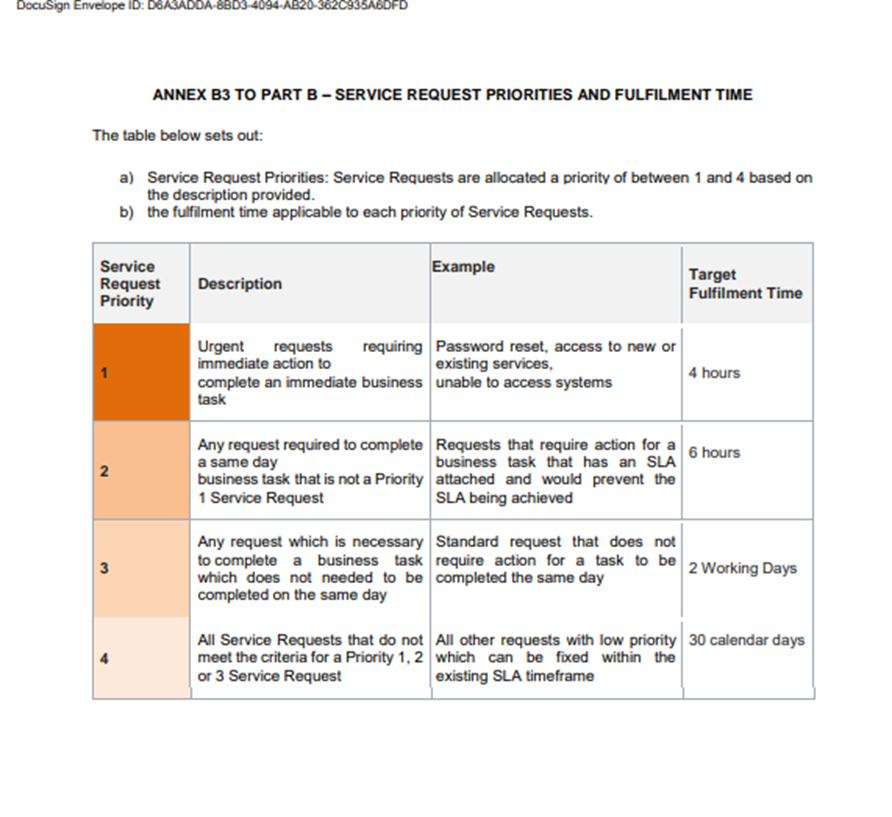 DocuSign Envelope ID: D6A3ADDA-8BD3-4094-AB20-362C935A6DFD
ANNEX B3 TO PART B – SERVICE REQUEST PRIORITIES AND FULFILMENT TIME
The table below sets out:
a) Service Request Priorities: Service Requests are allocated a priority of between 1 and 4 based on
the description provided.
b) the fulfilment time applicable to each priority of Service Requests.
Service
Request
Priority
Description
Example
Target
Fulfilment Time
1
Urgent requests requiring
immediate action to
complete an immediate business
task
Password reset, access to new or
existing services,
unable to access systems
4 hours
2
Any request required to complete
a same day
business task that is not a Priority
1 Service Request
Requests that require action for a
business task that has an SLA
attached and would prevent the
SLA being achieved
6 hours
3
Any request which is necessary
to complete a business task
which does not needed to be
completed on the same day
Standard request that does not
require action for a task to be
completed the same day
2 Working Days
4
All Service Requests that do not
meet the criteria for a Priority 1, 2
or 3 Service Request
All other requests with low priority
which can be fixed within the
existing SLA timeframe
30 calendar days